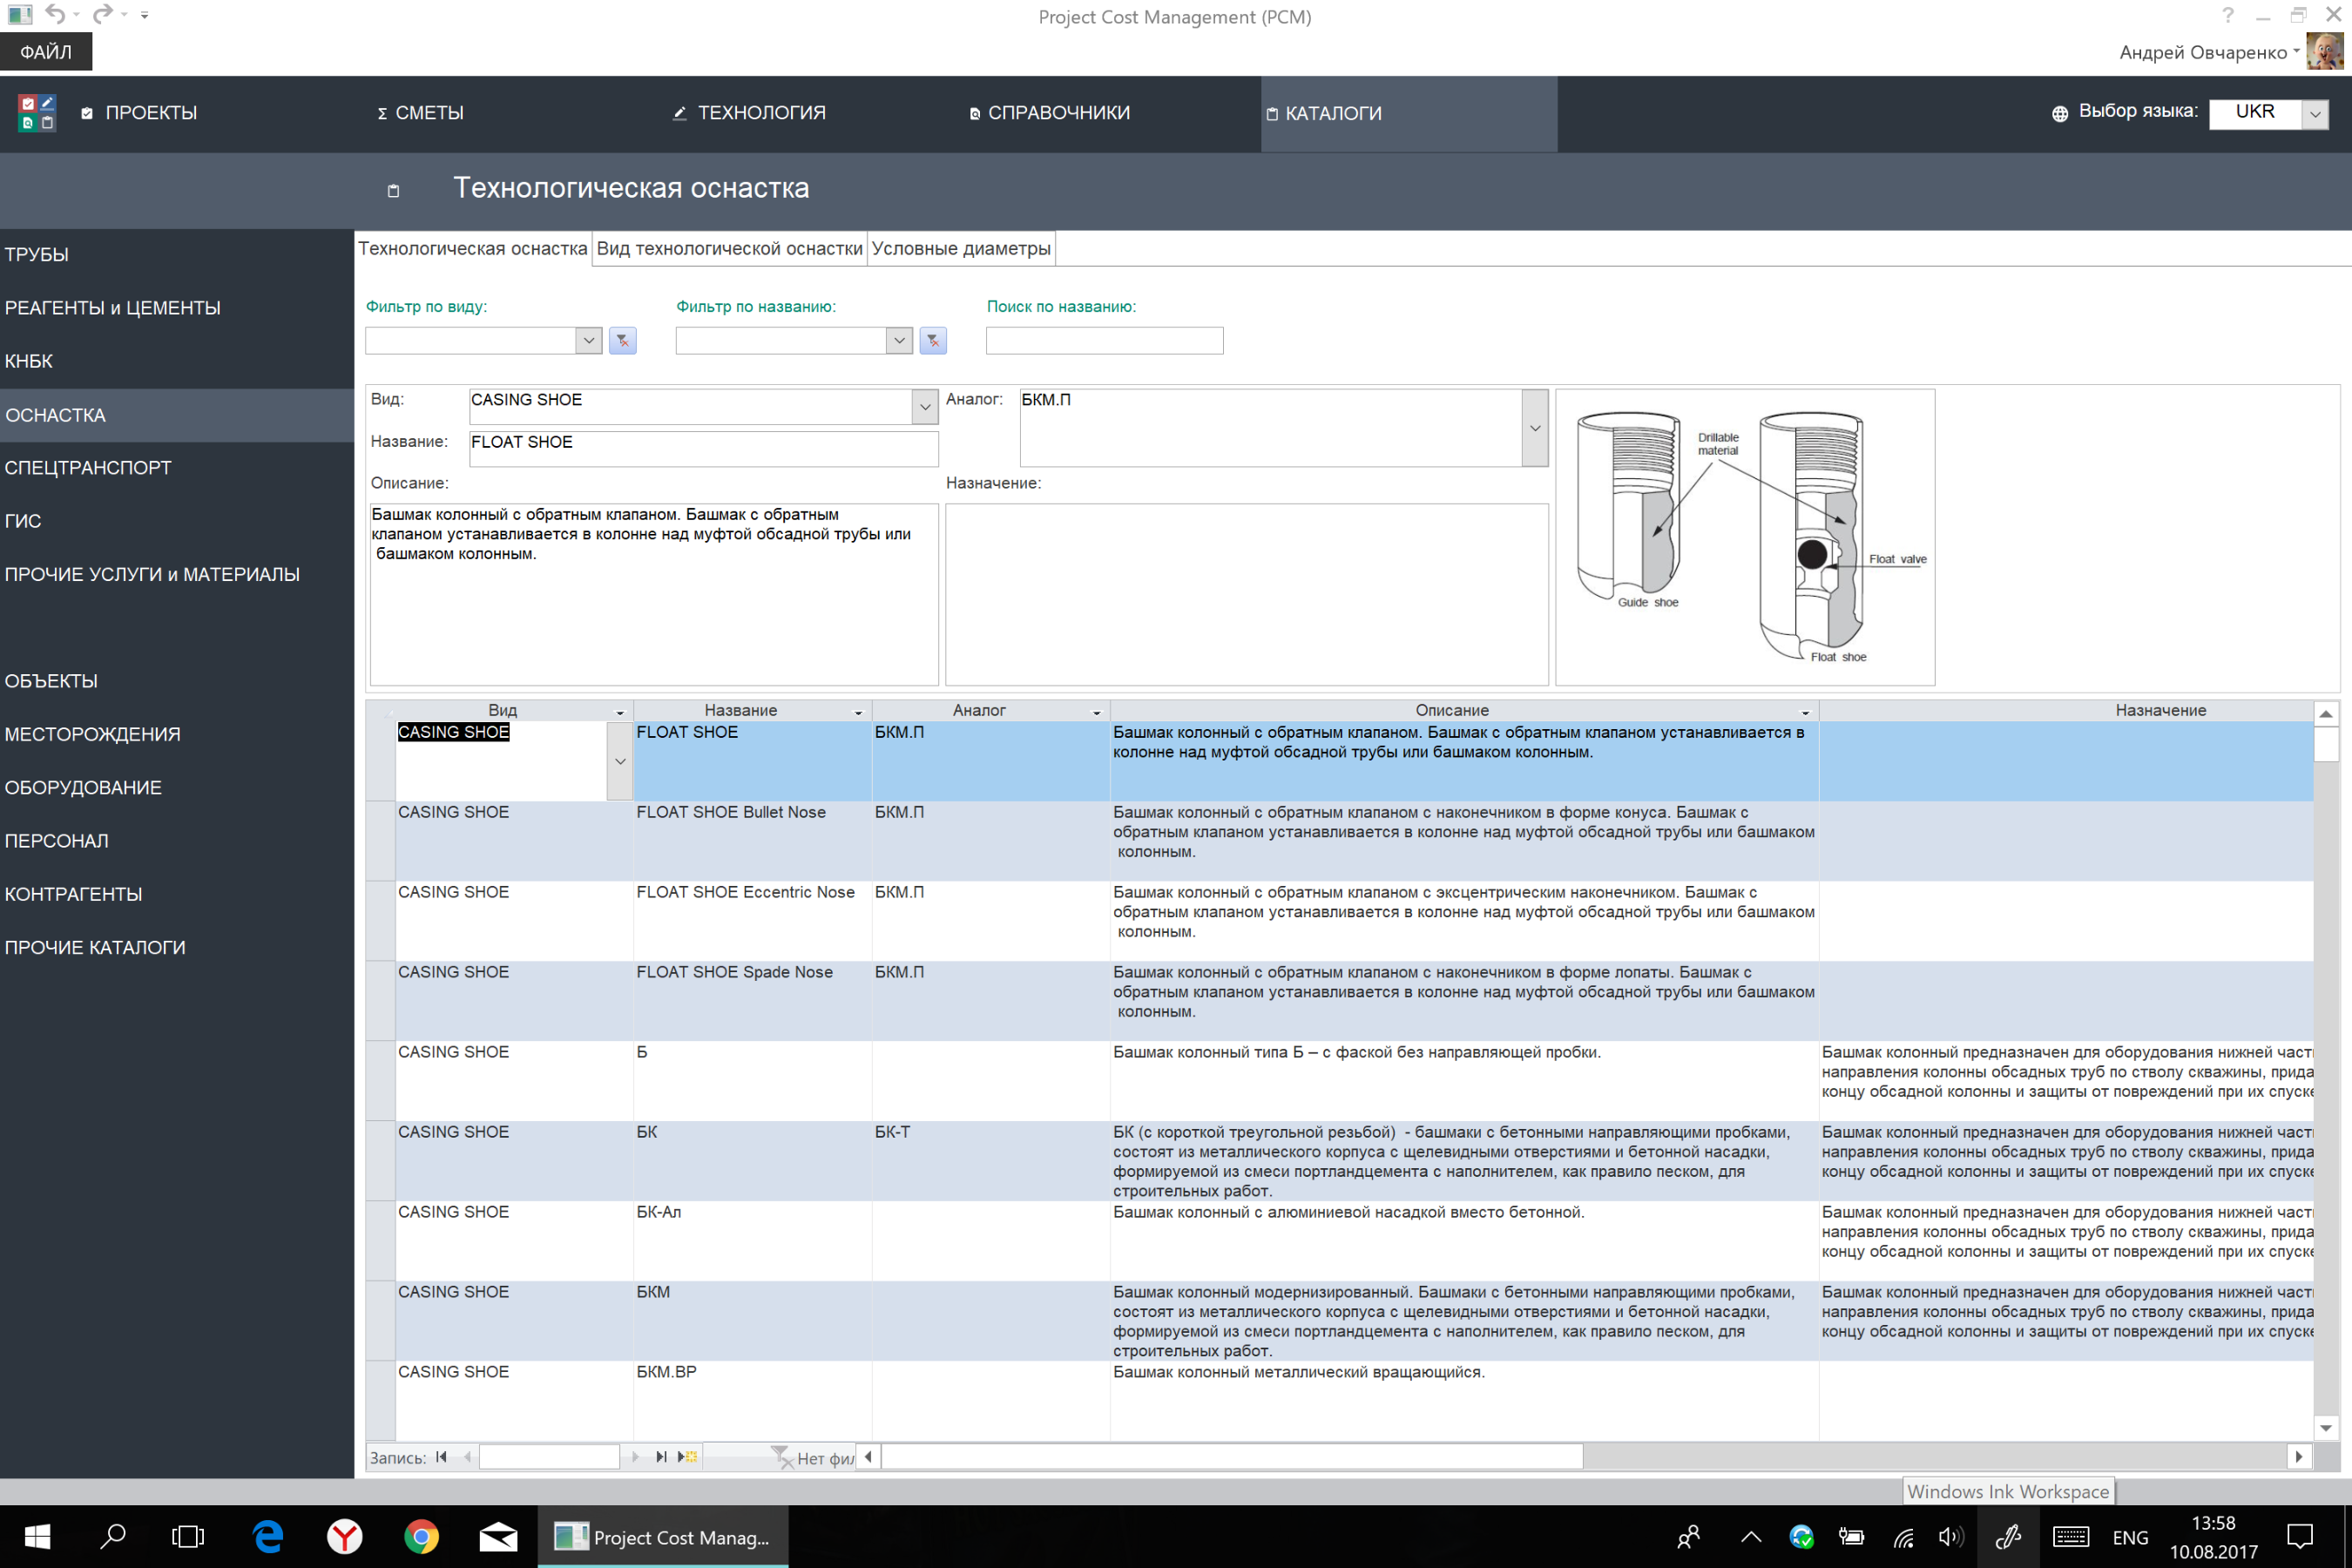 Project Cost Management (PCM)
ФАЙЛ
Андрей Овчаренко
ПРОЕКТЫ
Σ СМЕТЫ
ТЕХНОЛОГИЯ
СПРАВОЧНИКИ
КАТАЛОГИ
Выбор языка:
UKR
Технологическая оснастка
ТРУБЫ
РЕАГЕНТЫ и ЦЕМЕНТЫ
КНБК
ОСНАСТКА
СПЕЦТРАНСПОРТ
ГИС
ПРОЧИЕ УСЛУГИ и МАТЕРИАЛЫ
ОБЪЕКТЫ
МЕСТОРОЖДЕНИЯ
ОБОРУДОВАНИЕ
ПЕРСОНАЛ
КОНТРАГЕНТЫ
ПРОЧИЕ КАТАЛОГИ
Технологическая оснастка
Вид технологической оснастки
Условные диаметры
Фильтр по виду:
Фильтр по названию:
Поиск по названию:
Вид:
CASING SHOE
Аналог:
БКМ.П
Название:
FLOAT SHOE
Описание:
Назначение:
Башмак колонный с обратным клапаном. Башмак с обратным
клапаном устанавливается в колонне над муфтой обсадной трубы или
башмаком колонным.
Drillable
material
Float valve
Guide shoe
Float shoe
Вид
Название
Аналог
Описание
Назначение
CASING SHOE
FLOAT SHOE
БКМ.П
Башмак колонный с обратным клапаном. Башмак с обратным клапаном устанавливается в
колонне над муфтой обсадной трубы или башмаком колонным.
CASING SHOE
FLOAT SHOE Bullet Nose
БКМ.П
Башмак колонный с обратным клапаном с наконечником в форме конуса. Башмак с
обратным клапаном устанавливается в колонне над муфтой обсадной трубы или башмаком
колонным.
CASING SHOE
FLOAT SHOE Eccentric Nose
БКМ.П
Башмак колонный с обратным клапаном с эксцентрическим наконечником. Башмак с
обратным клапаном устанавливается в колонне над муфтой обсадной трубы или башмаком
колонным.
CASING SHOE
FLOAT SHOE Spade Nose
БКМ.П
Башмак колонный с обратным клапаном с наконечником в форме лопаты. Башмак с
обратным клапаном устанавливается в колонне над муфтой обсадной трубы или башмаком
колонным.
CASING SHOE
Б
Башмак колонный типа Б – с фаской без направляющей пробки.
Башмак колонный предназначен для оборудования нижней част
направления колонны обсадных труб по стволу скважины, прида
концу обсадной колонны и защиты от повреждений при их спуске
CASING SHOE
БК
БК-Т
БК (с короткой треугольной резьбой) - башмаки с бетонными направляющими пробками,
состоят из металлического корпуса с щелевидными отверстиями и бетонной насадки,
формируемой из смеси портландцемента с наполнителем, как правило песком, для
строительных работ.
Башмак колонный предназначен для оборудования нижней част
направления колонны обсадных труб по стволу скважины, прида
концу обсадной колонны и защиты от повреждений при их спуске
CASING SHOE
БК-Ал
Башмак колонный с алюминиевой насадкой вместо бетонной.
Башмак колонный предназначен для оборудования нижней част
направления колонны обсадных труб по стволу скважины, прида
концу обсадной колонны и защиты от повреждений при их спуске
CASING SHOE
БКМ
Башмак колонный модернизированный. Башмаки с бетонными направляющими пробками,
состоят из металлического корпуса с щелевидными отверстиями и бетонной насадки,
формируемой из смеси портландцемента с наполнителем, как правило песком, для
строительных работ.
Башмак колонный предназначен для оборудования нижней част
направления колонны обсадных труб по стволу скважины, прида
концу обсадной колонны и защиты от повреждений при их спуске
CASING SHOE
БКМ.ВР
Башмак колонный металлический вращающийся.
Запись:
Нет фил
Windows Ink Workspace
Project Cost Manag...
ENG
13:58
10.08.2017